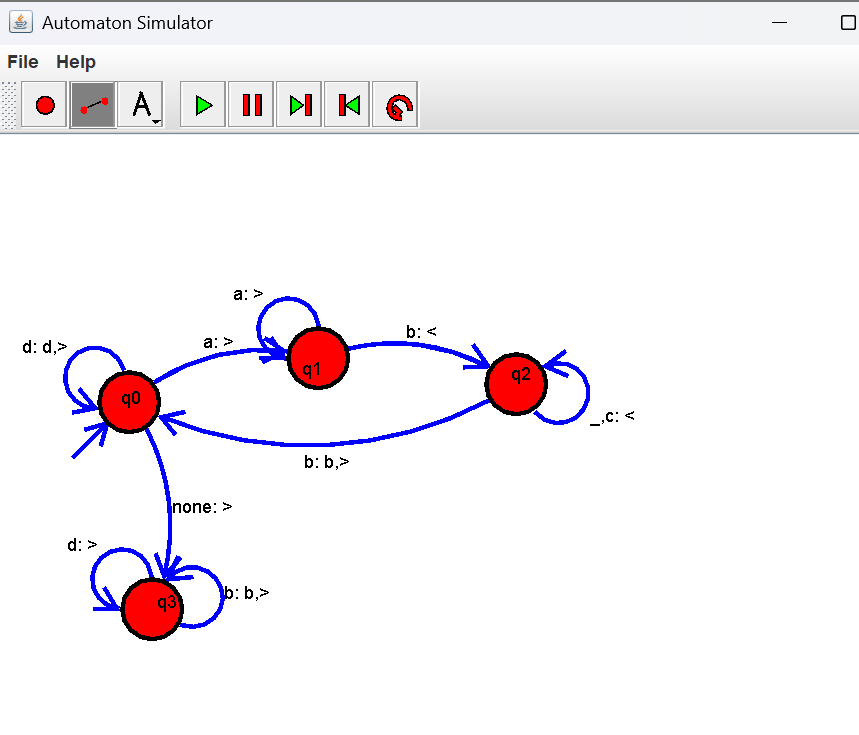 Automaton Simulator
File Help
A
a: >
b: <
a: >
d: d,>
q1
q2
q0
_,c: <
b: b,>
none: >
d: >
b: b,>
q3